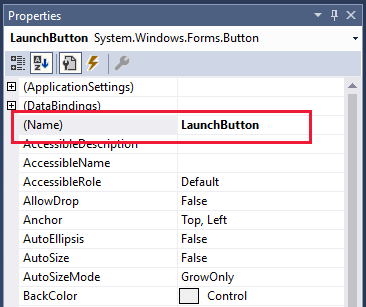 Properties
LaunchButton System.Windows.Forms.Button
(ApplicationSettings)
(DataBindings)
(Name) LaunchButton
AccessibleDescription
AccessibleName
AccessibleRole Default
AllowDrop False
Anchor Top, Left
AutoEllipsis False
AutoSize False
AutoSizeMode GrowOnly
BackColor Control